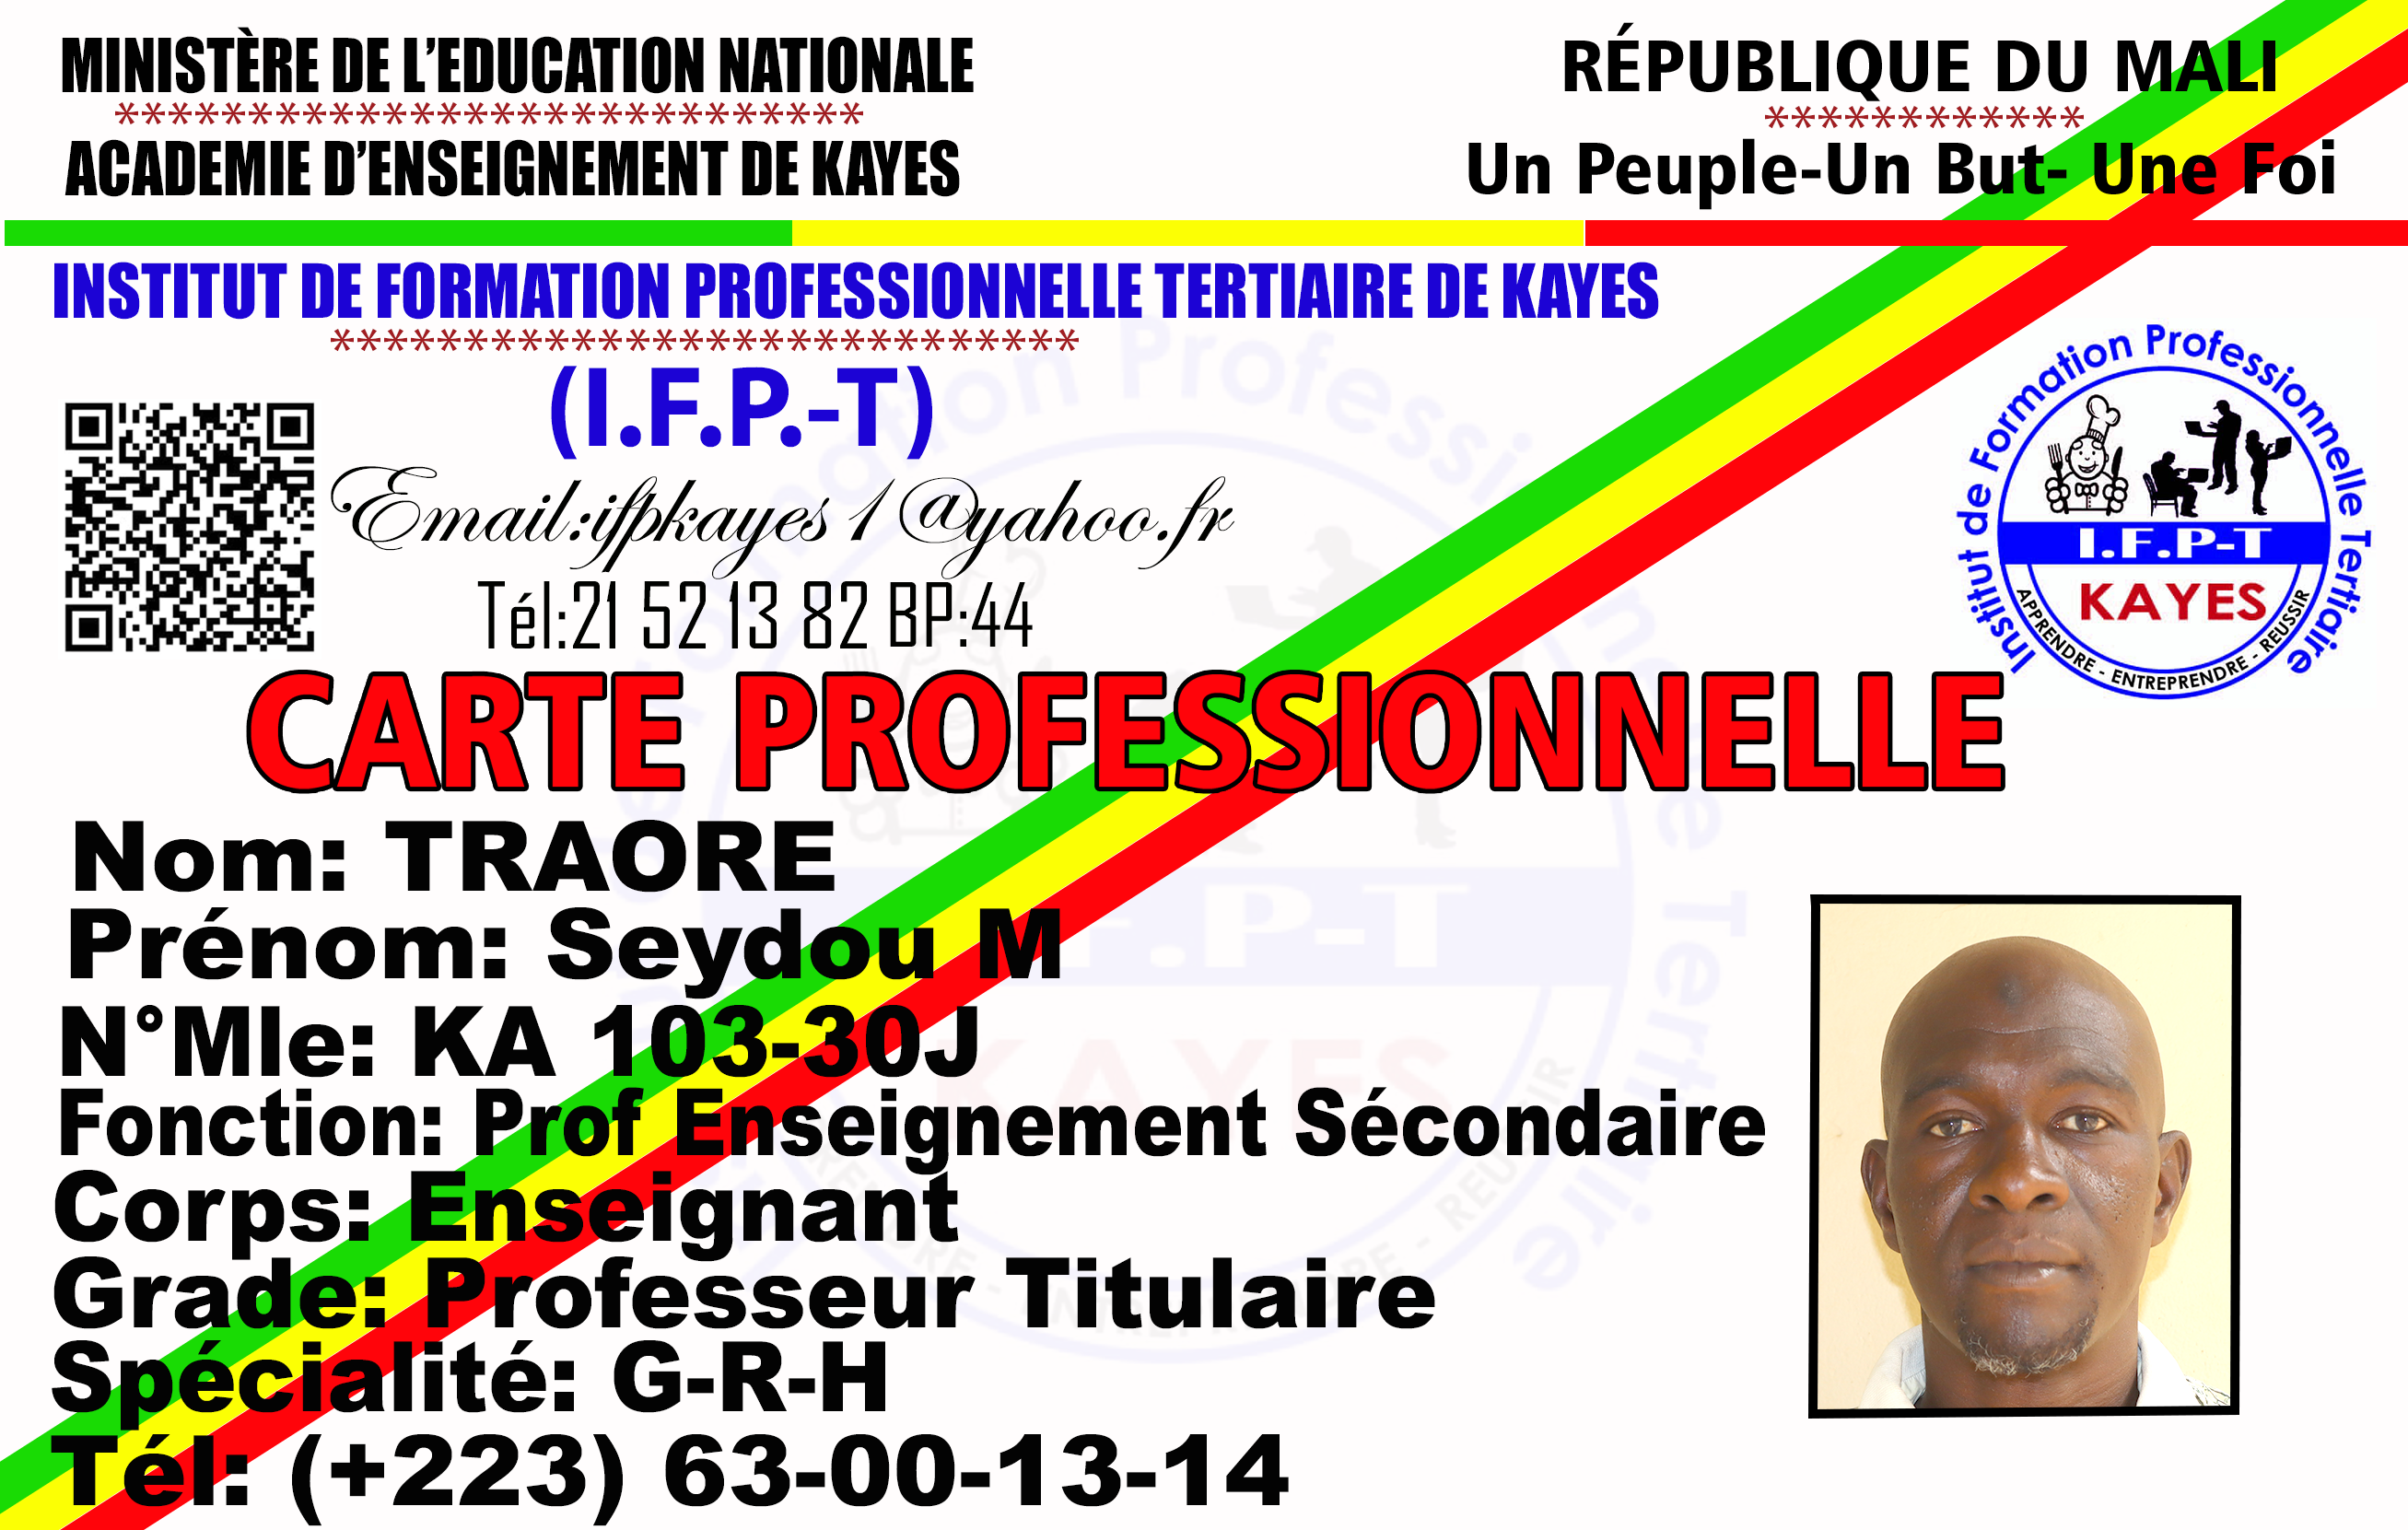 MINISTÈRE DE L'EDUCATION NATIONALE
***************************
ACADEMIE D'ENSEIGNEMENT DE KAYES
RÉPUBLIQUE DU MALI
************
Un Peuple-Un But- Une Foi
INSTITUT DE FORMATION PROFESSIONNELLE TERTIAIRE DE KAYES
***************************
(I.F.P.-T)
Email:ifpkayes1@yahoo.fr
Tél:21 52 13 82 BP:44
Institut de Formation Professionnelle Tertiaire
I.F.P-T
KAYES
APPRENDRE - ENTREPRENDRE - REUSSIR
CARTE PROFESSIONNELLE
Nom: TRAORE
Prénom: Seydou M
N°Mle: KA 103-30J
Fonction: Prof Enseignement Sécondaire
Corps: Enseignant
Grade: Professeur Titulaire
Spécialité: G-R-H
Tél: (+223) 63-00-13-14